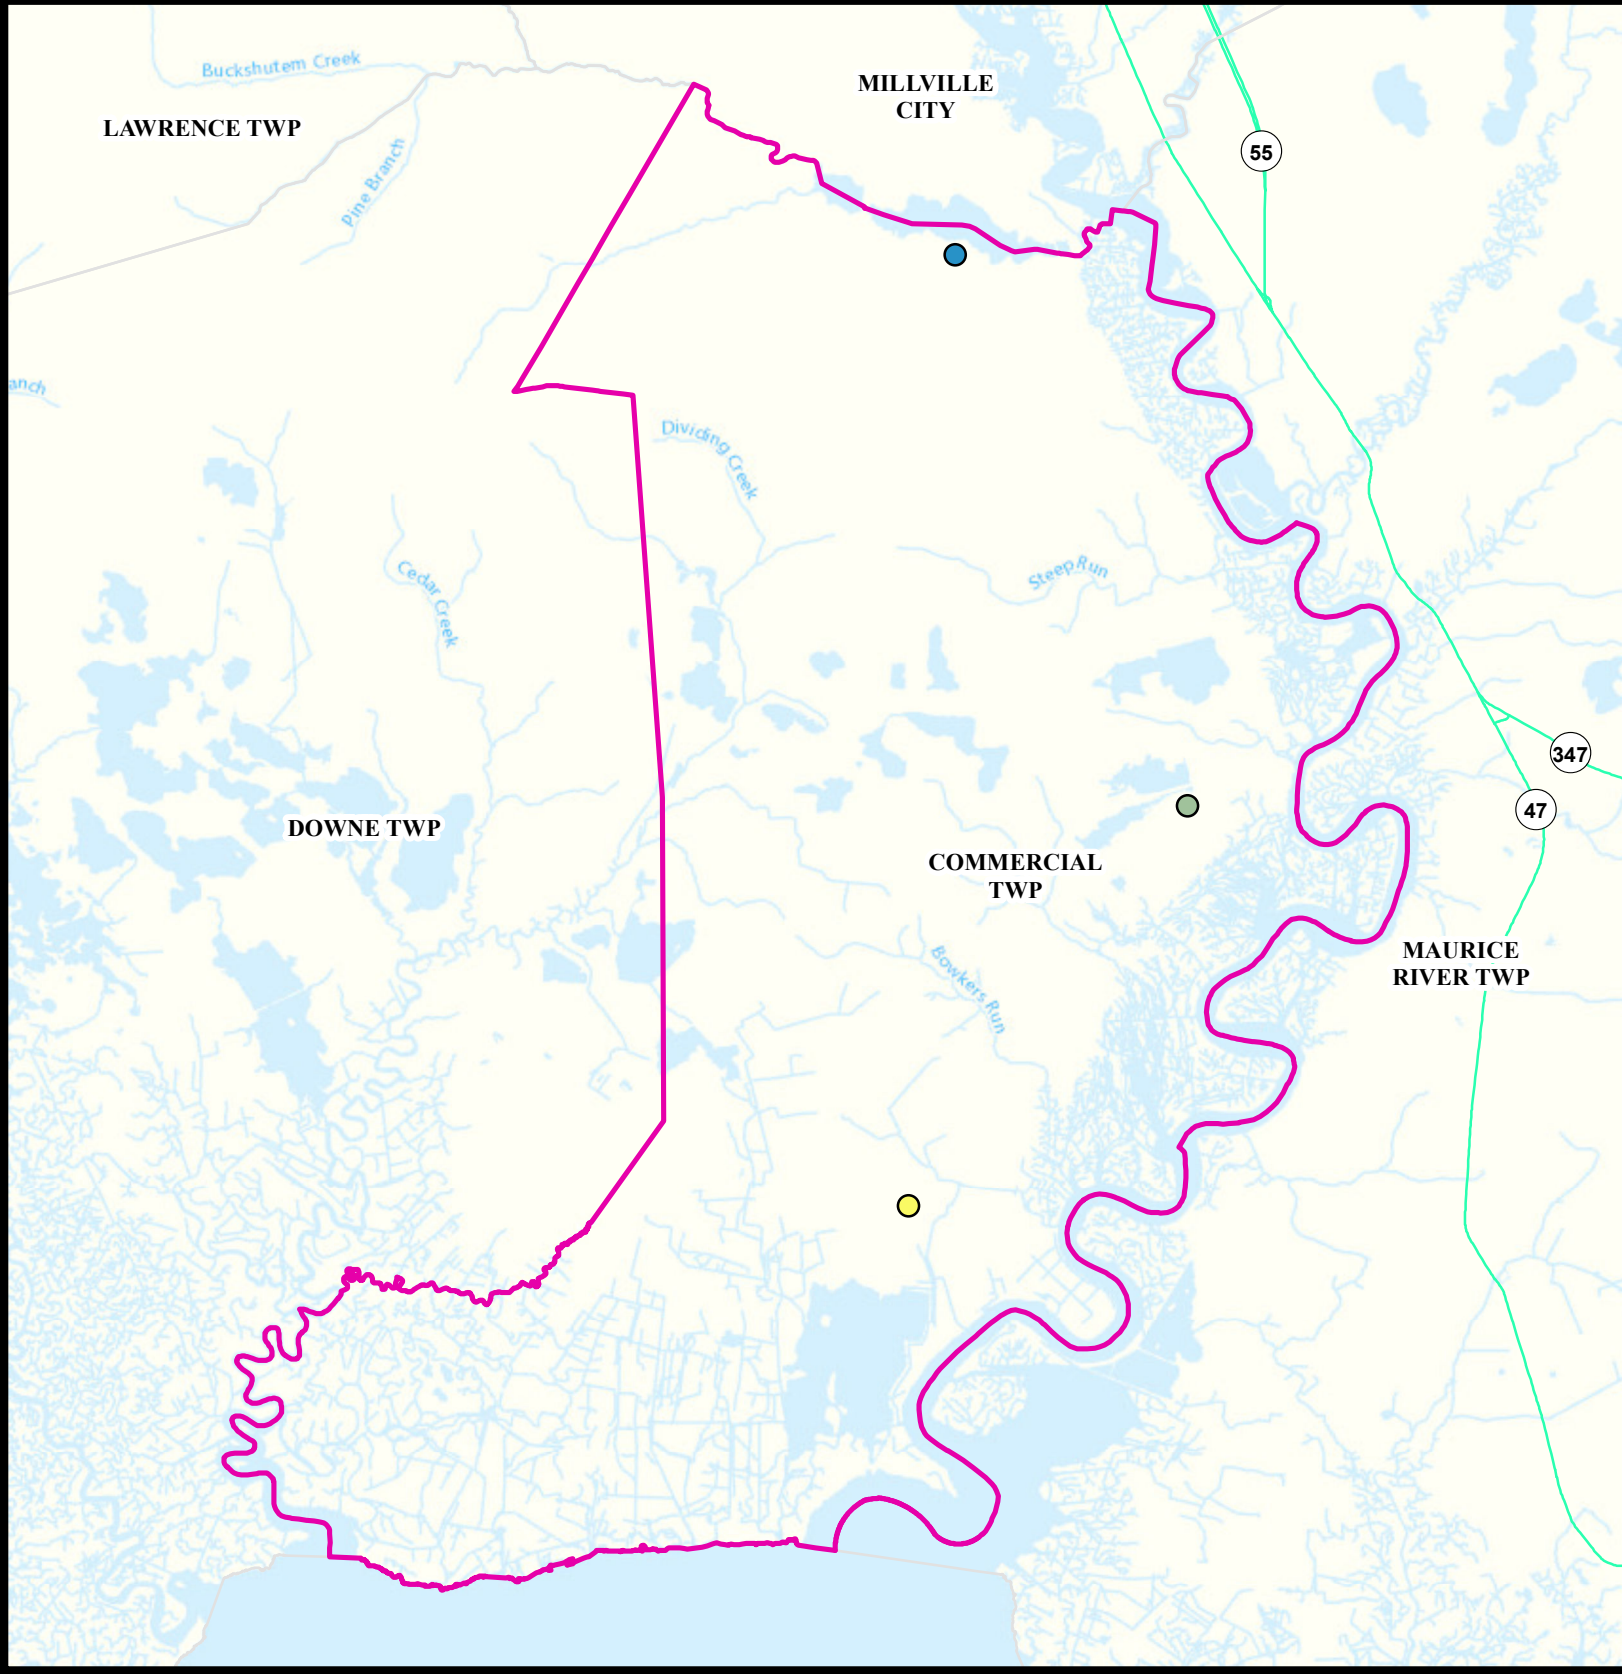 Buckshutem Creek
MILLVILLE
CITY
LAWRENCE TWP
55
Pine Branch
anch
Dividing Creek
Cedar Creek
Steep Run
347
47
DOWNE TWP
COMMERCIAL
TWP
MAURICE
RIVER TWP
Bowkers Run